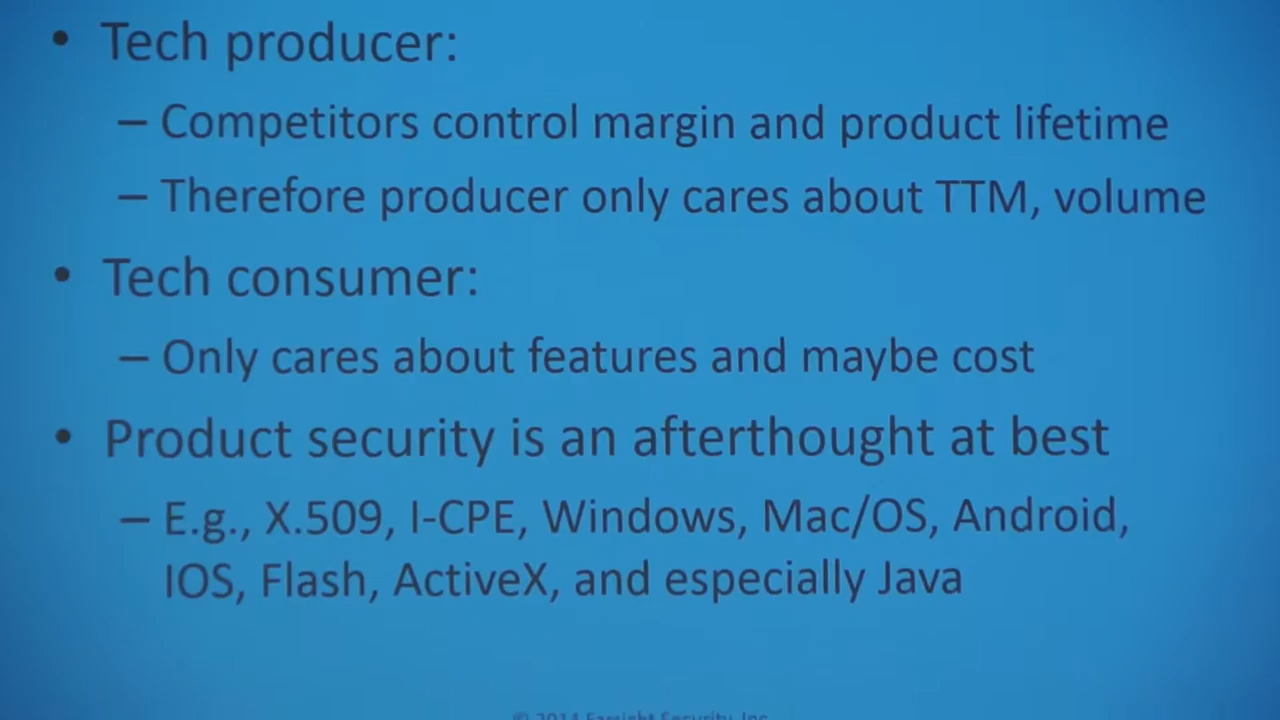 • Tech producer:
– Competitors control margin and product lifetime
– Therefore producer only cares about TTM, volume
• Tech consumer:
– Only cares about features and maybe cost
• Product security is an afterthought at best
– E.g., X.509, I-CPE, Windows, Mac/OS, Android,
IOS, Flash, ActiveX, and especially Java
© 2014 Farsight Security, Inc.